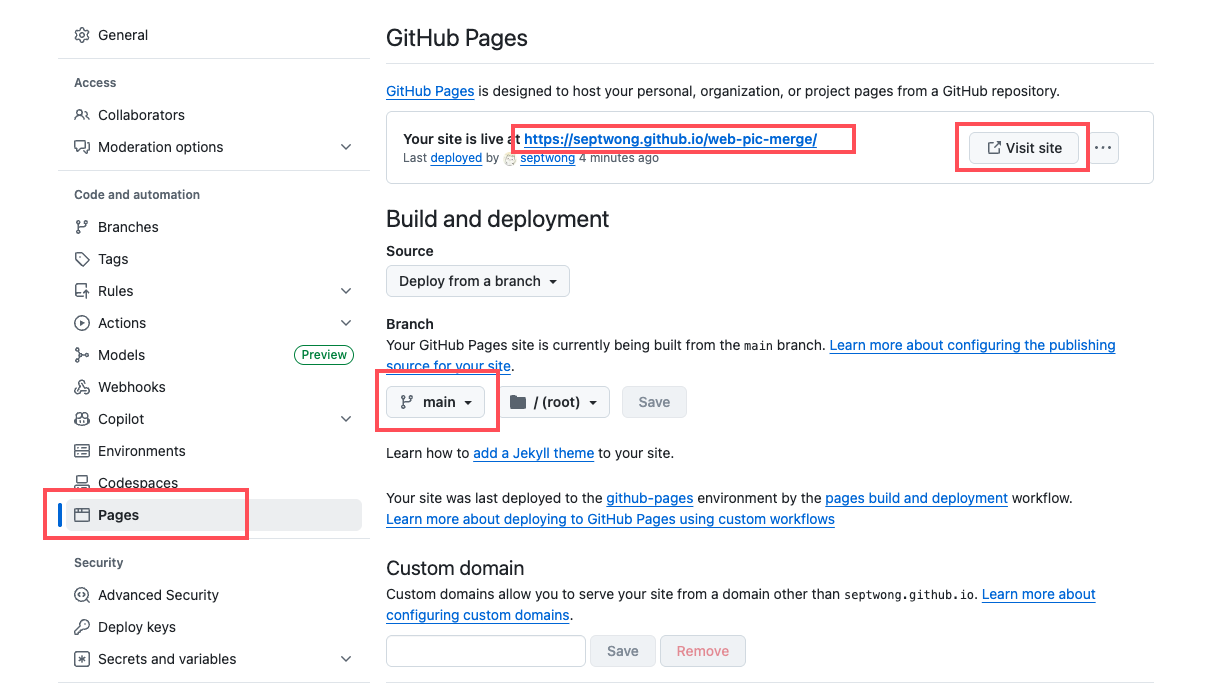 General
Access
Collaborators
Moderation options
Code and automation
Branches
Tags
Rules
Actions
Models
Preview
Webhooks
Copilot
Environments
Codespaces
Pages
Security
Advanced Security
Deploy keys
Secrets and variables
GitHub Pages
GitHub Pages is designed to host your personal, organization, or project pages from a GitHub repository.
Your site is live at https://septwong.github.io/web-pic-merge/
Last deployed by septwong 4 minutes ago
Visit site
Build and deployment
Source
Deploy from a branch
Branch
Your GitHub Pages site is currently being built from the main branch. Learn more about configuring the publishing
source for your site.
main
/ (root)
Save
Learn how to add a Jekyll theme to your site.
Your site was last deployed to the github-pages environment by the pages build and deployment workflow.
Learn more about deploying to GitHub Pages using custom workflows
Custom domain
Custom domains allow you to serve your site from a domain other than septwong.github.io. Learn more about
configuring custom domains.
Save
Remove